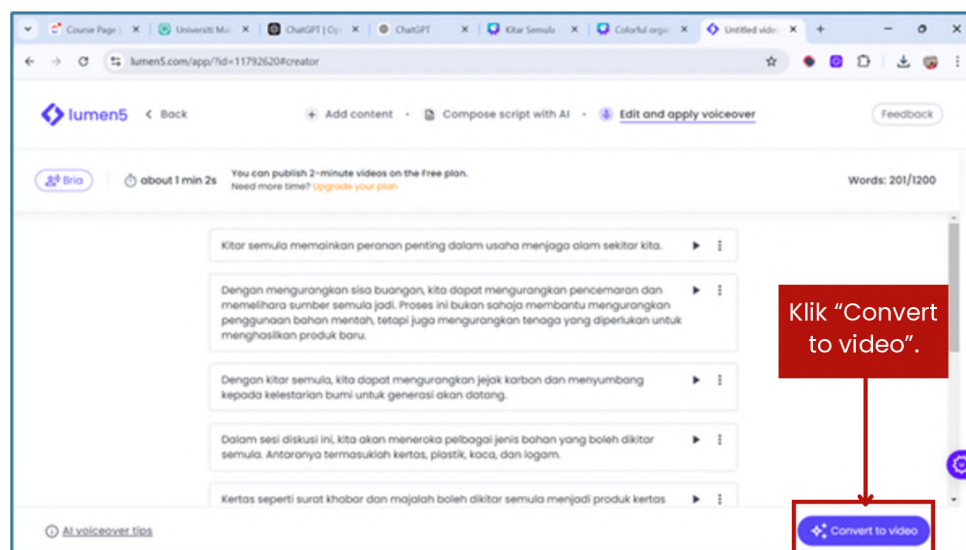 Course Page |
Universiti Mal
ChatGPT | Op
ChatGPT
Kitar Semula
Colorful organ
Untitled vide
lumen5.com/app/?id=11792620#creator
lumen5
Back
Add content
Compose script with AI
Edit and apply voiceover
Feedback
Bria
about 1 min 2s
You can publish 2-minute videos on the Free plan.
Need more time? Upgrade your plan
Words: 201/1200
Kitar semula memainkan peranan penting dalam usaha menjaga alam sekitar kita.
Dengan mengurangkan sisa buangan, kita dapat mengurangkan pencemaran dan
memelihara sumber semula jadi. Proses ini bukan sahaja membantu mengurangkan
penggunaan bahan mentah, tetapi juga mengurangkan tenaga yang diperlukan untuk
menghasilkan produk baru.
Klik “Convert
to video”.
Dengan kitar semula, kita dapat mengurangkan jejak karbon dan menyumbang
kepada kelestarian bumi untuk generasi akan datang.
Dalam sesi diskusi ini, kita akan meneroka pelbagai jenis bahan yang boleh dikitar
semula. Antaranya termasuklah kertas, plastik, kaca, dan logam.
Kertas seperti surat khabar dan majalah boleh dikitar semula menjadi produk kertas
AI voiceover tips
Convert to video